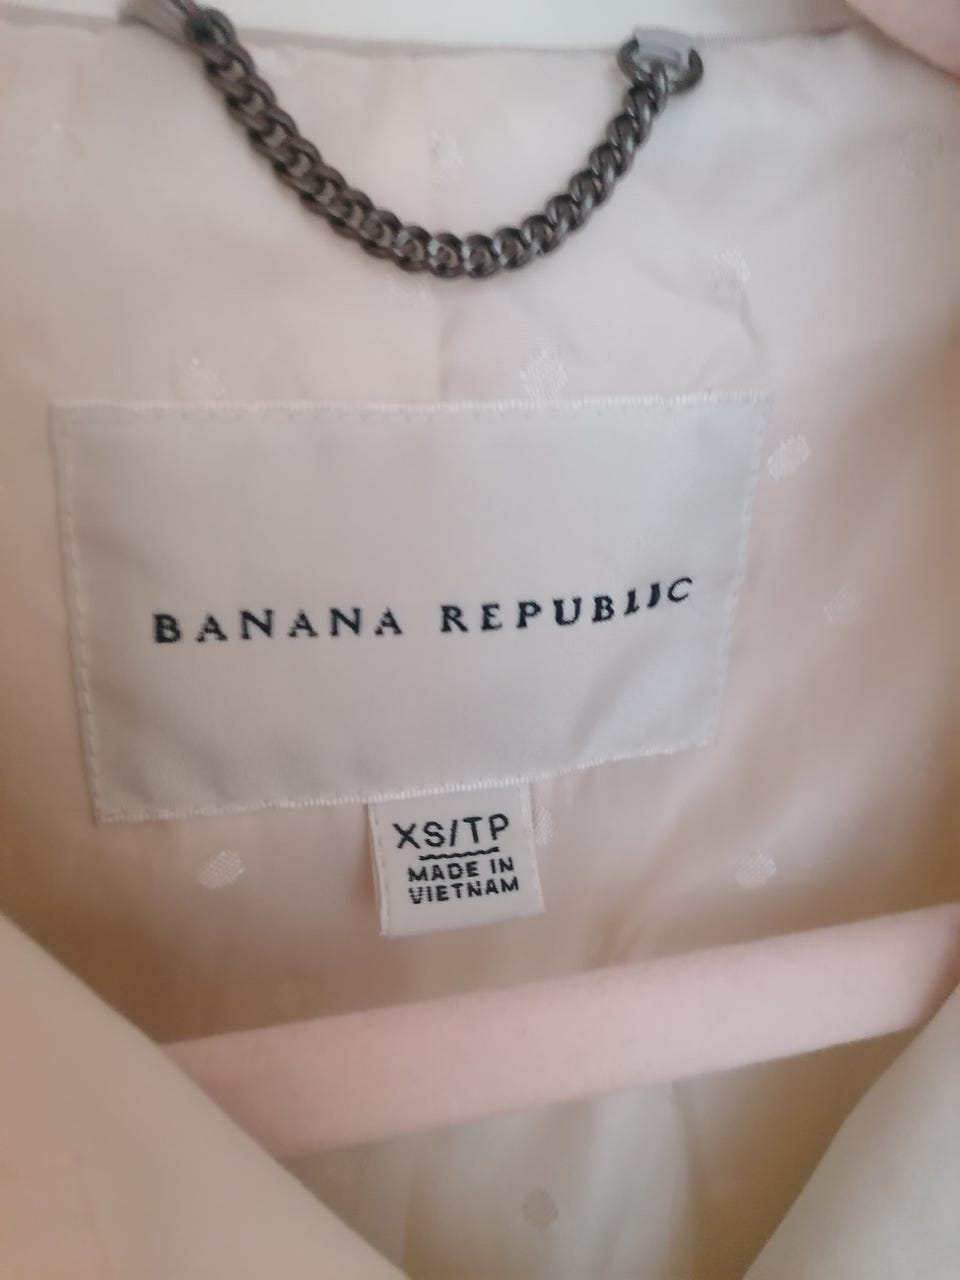 BANANA REPUBLIC
XS/TP
MADE IN
VIETNAM